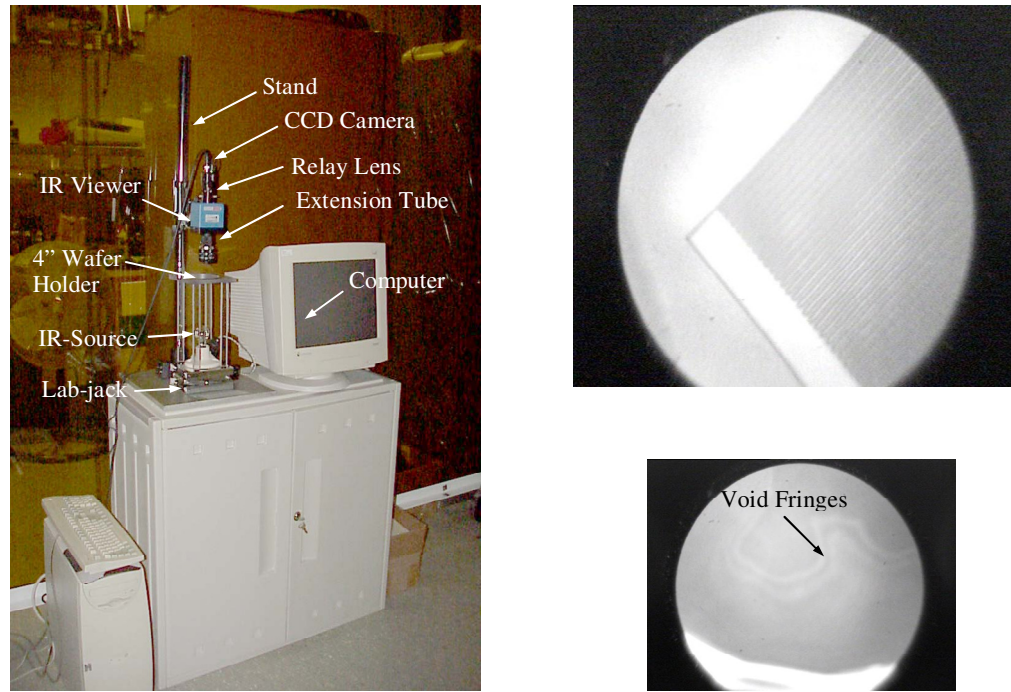 Stand
CCD Camera
Relay Lens
IR Viewer
Extension Tube
4” Wafer
Holder
Computer
IR-Source
Lab-jack
Void Fringes